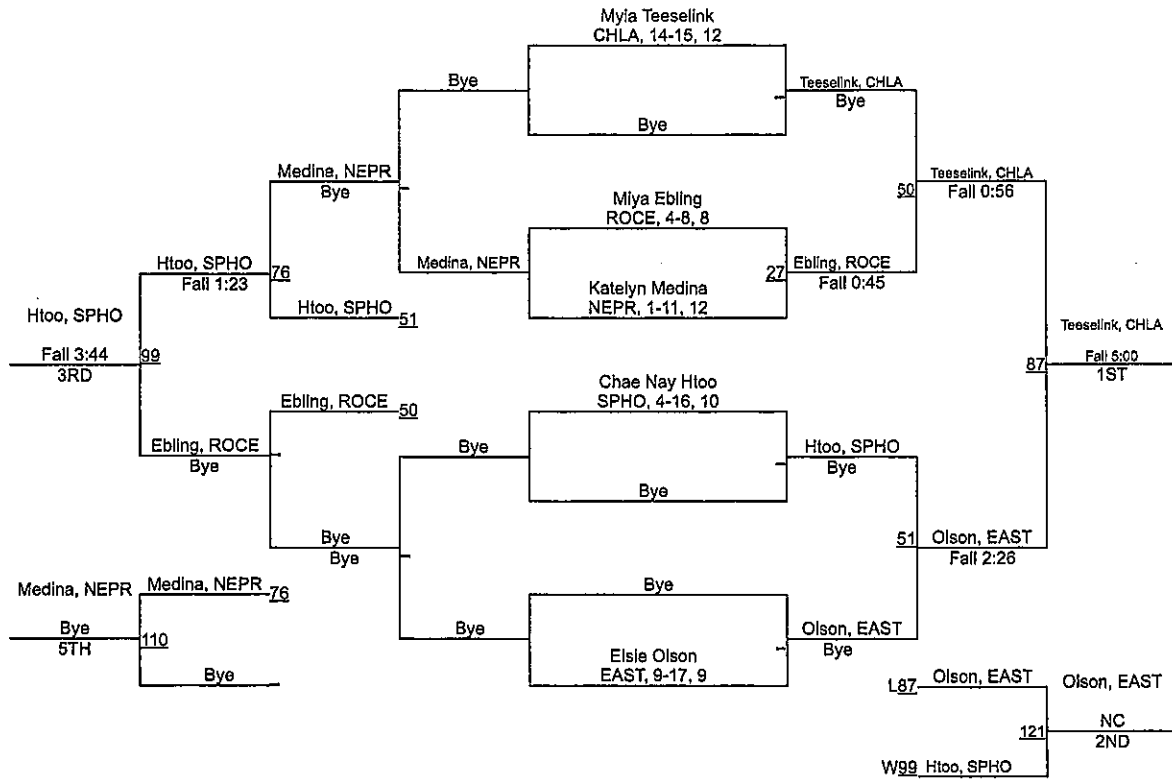 Myla Teeselink
CHLA, 14-15, 12
Bye
Teeselink, CHLA
Bye
Bye
Medina, NEPR
Bye
Miya Ebling
ROCE, 4-8, 8
50
Teeselink, CHLA
Fall 0:56
Htoo, SPHO
Fall 1:23
76
Medina, NEPR
27
Ebling, ROCE
Fall 0:45
Katelyn Medina
NEPR, 1-11, 12
Htoo, SPHO
51
Htoo, SPHO
Fall 3:44
3RD
99
Teeselink, CHLA
87
Fall 5:00
1ST
Chae Nay Htoo
SPHO, 4-16, 10
Ebling, ROCE
50
Ebling, ROCE
Bye
Bye
Htoo, SPHO
Bye
Bye
Bye
Bye
51
Olson, EAST
Fall 2:26
Medina, NEPR
Medina, NEPR
76
Bye
Bye
5TH
110
Bye
Olson, EAST
Bye
Elsie Olson
EAST, 9-17, 9
Bye
L87
Olson, EAST
Olson, EAST
121
NC
2ND
W99
Htoo, SPHO